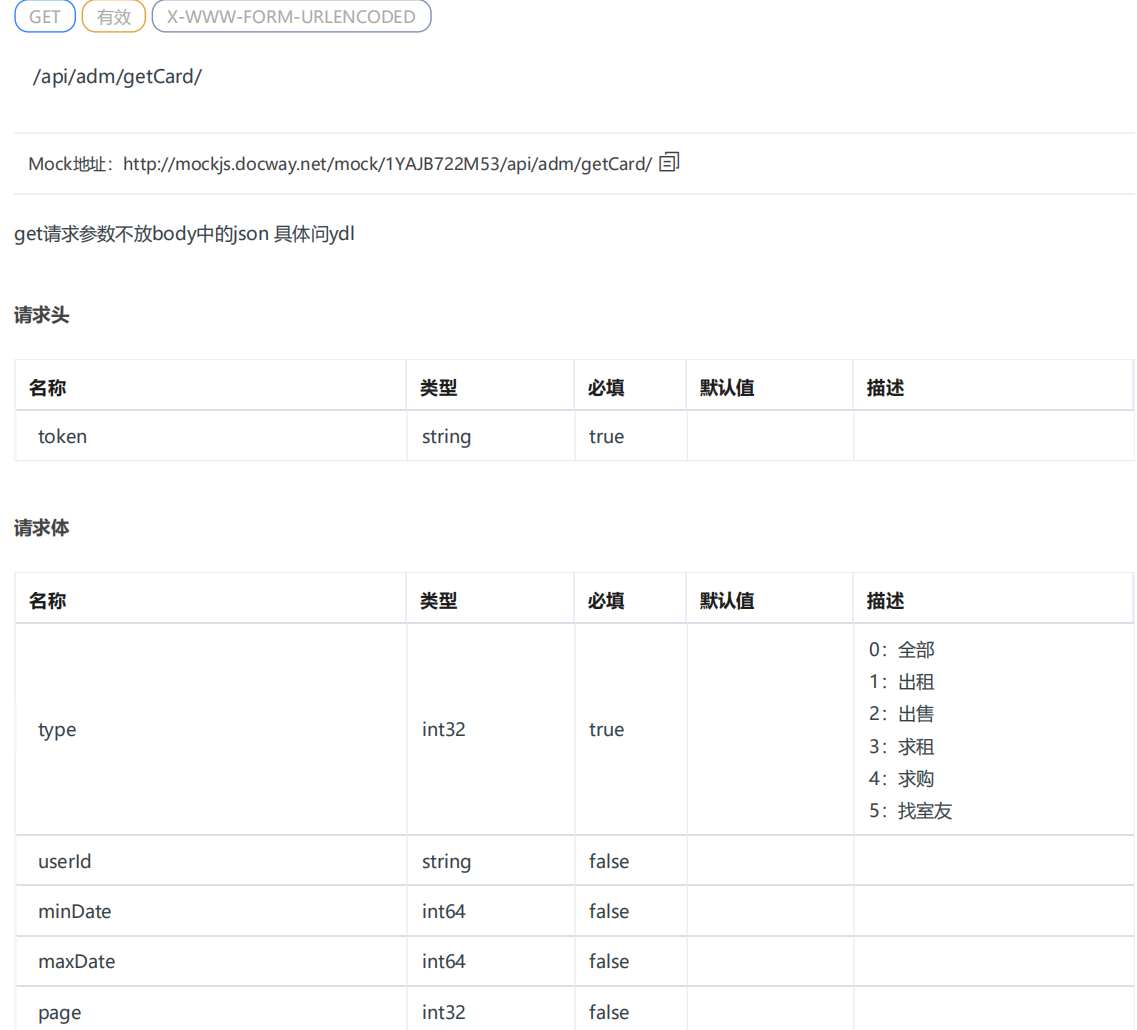 GET 有效 X-WWW-FORM-URLENCODED
/api/adm/getCard/
Mock地址：http://mockjs.docway.net/mock/1YAJB722M53/api/adm/getCard/
get请求参数不放body中的json 具体问ydl
请求头
名称 类型 必填 默认值 描述
token string true
请求体
名称 类型 必填 默认值 描述
0：全部
1：出租
2：出售
type int32 true
3：求租
4：求购
5：找室友
userId string false
minDate int64 false
maxDate int64 false
page int32 false